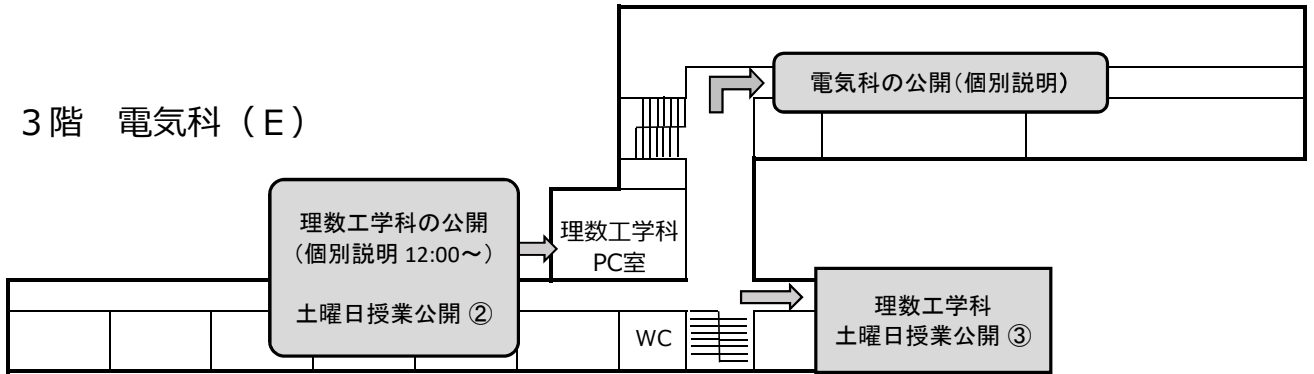 電気科の公開(個別説明)
3階　電気科（E）
理数工学科の公開
（個別説明 12:00～）
土曜日授業公開 ②
理数工学科
PC室
WC
理数工学科
土曜日授業公開 ③